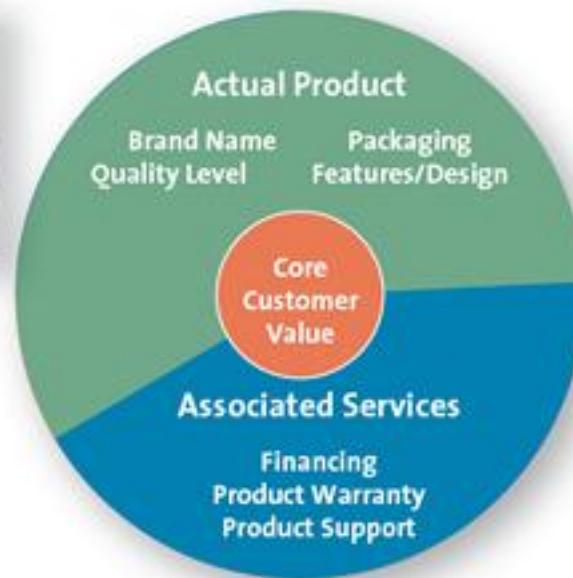 Actual Product
Brand Name
Quality Level
Packaging
Features/Design
Core
Customer
Value
Associated Services
Financing
Product Warranty
Product Support